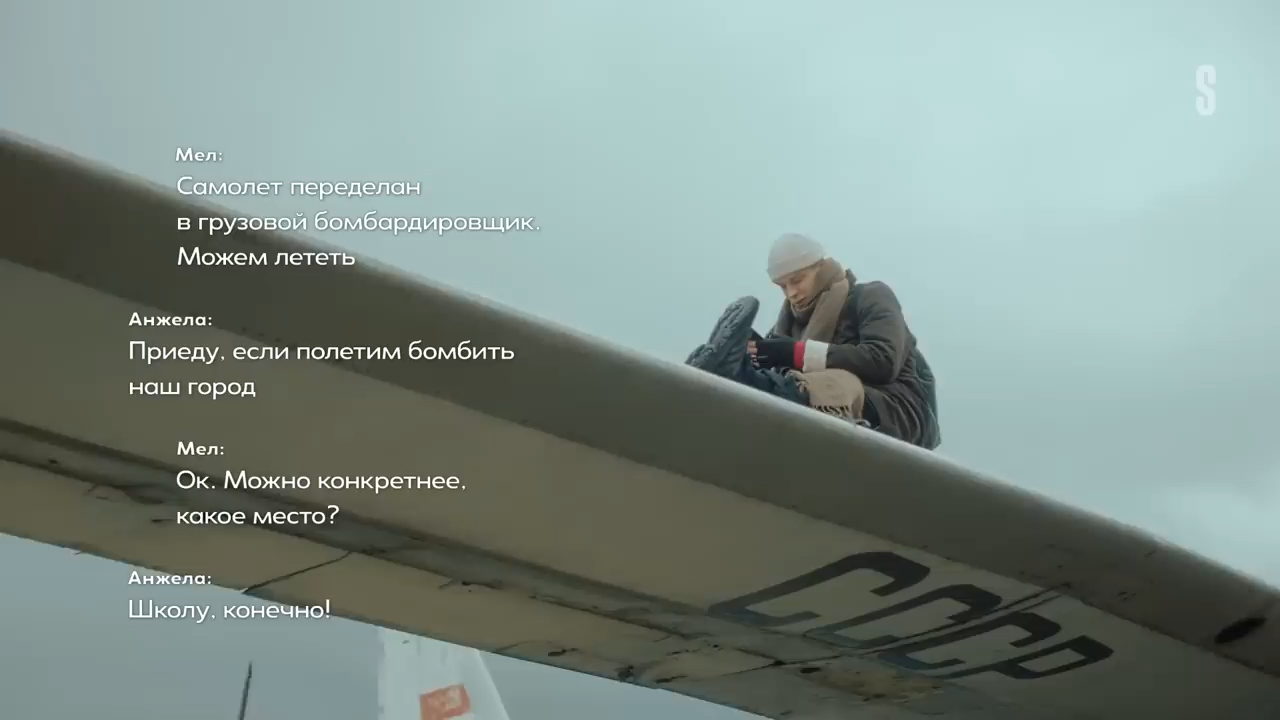 S
Мел:
Самолет переделан
в грузовой бомбардировщик.
Можем лететь
Анжела:
Приеду, если полетим бомбить
наш город
Мел:
Ок. Можно конкретнее,
какое место?
Анжела:
Школу, конечно!
СССР